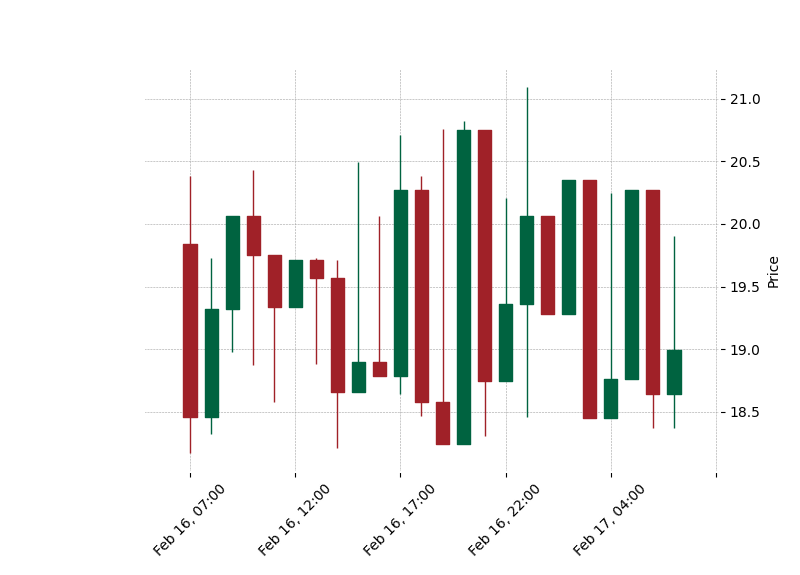 21.0
20.5
20.0
19.5
19.0
18.5
Price
Feb 16, 07:00
Feb 16, 12:00
Feb 16, 17:00
Feb 16, 22:00
Feb 17, 04:00